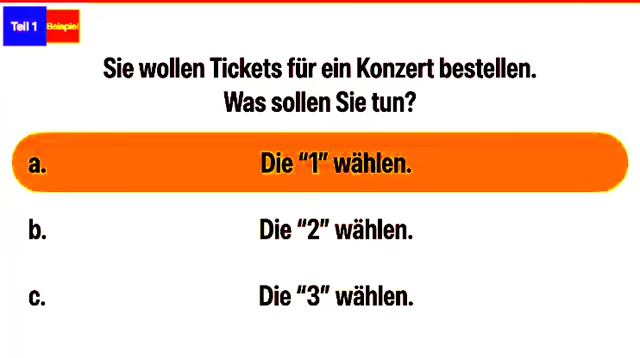 Teil 1 Beispiel
Sie wollen Tickets für ein Konzert bestellen.
Was sollen Sie tun?
a. Die “1” wählen.
b. Die “2” wählen.
c. Die “3” wählen.